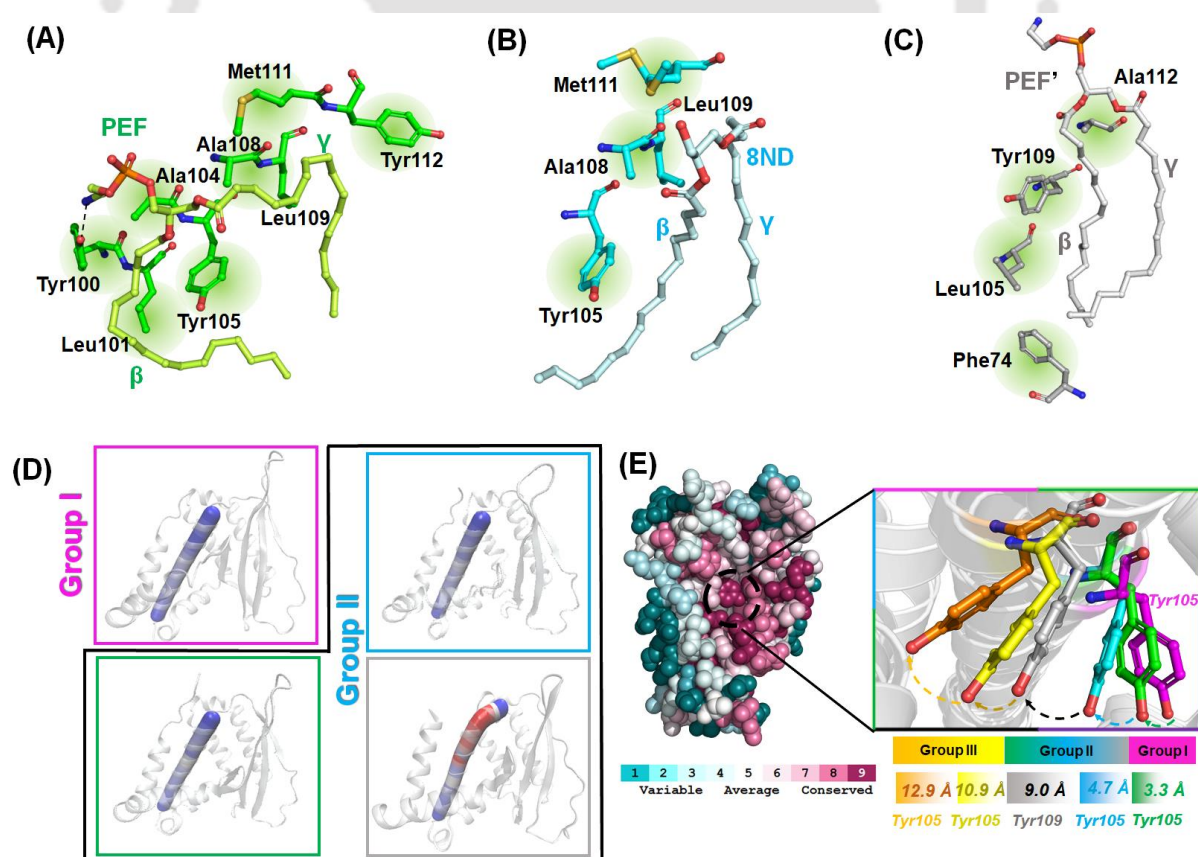 (A)
Met111
PEF
Ala108
γ
Ala104
Tyr112
Leu109
Tyr100
Tyr105
Leu101
β
(B)
Met111
Leu109
Ala108
8ND
β
γ
Tyr105
(C)
PEF’
Ala112
Tyr109
γ
β
Leu105
Phe74
(D)
Group I
Group II
(E)
Tyr105
1 2 3 4 5 6 7 8 9
Variable Average Conserved
Group III Group II Group I
12.9 Å 10.9 Å 9.0 Å 4.7 Å 3.3 Å
Tyr105 Tyr105 Tyr109 Tyr105 Tyr105